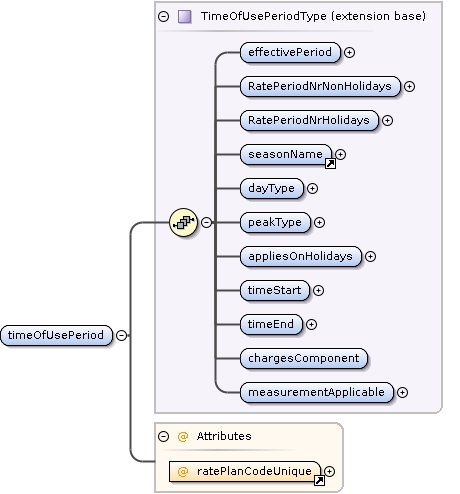 TimeOfUsePeriodType (extension base)
effectivePeriod
RatePeriodNrNonHolidays
RatePeriodNrHolidays
seasonName
dayType
peakType
appliesOnHolidays
timeStart
timeEnd
chargesComponent
measurementApplicable
timeOfUsePeriod
@ Attributes
@ ratePlanCodeUnique